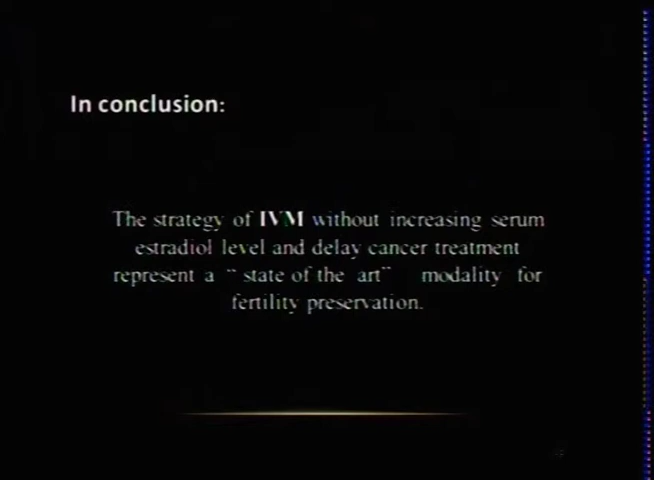 In conclusion:
The strategy of IVM without increasing serum
estradiol level and delay cancer treatment
represent a " state of the art" modality for
fertility preservation.